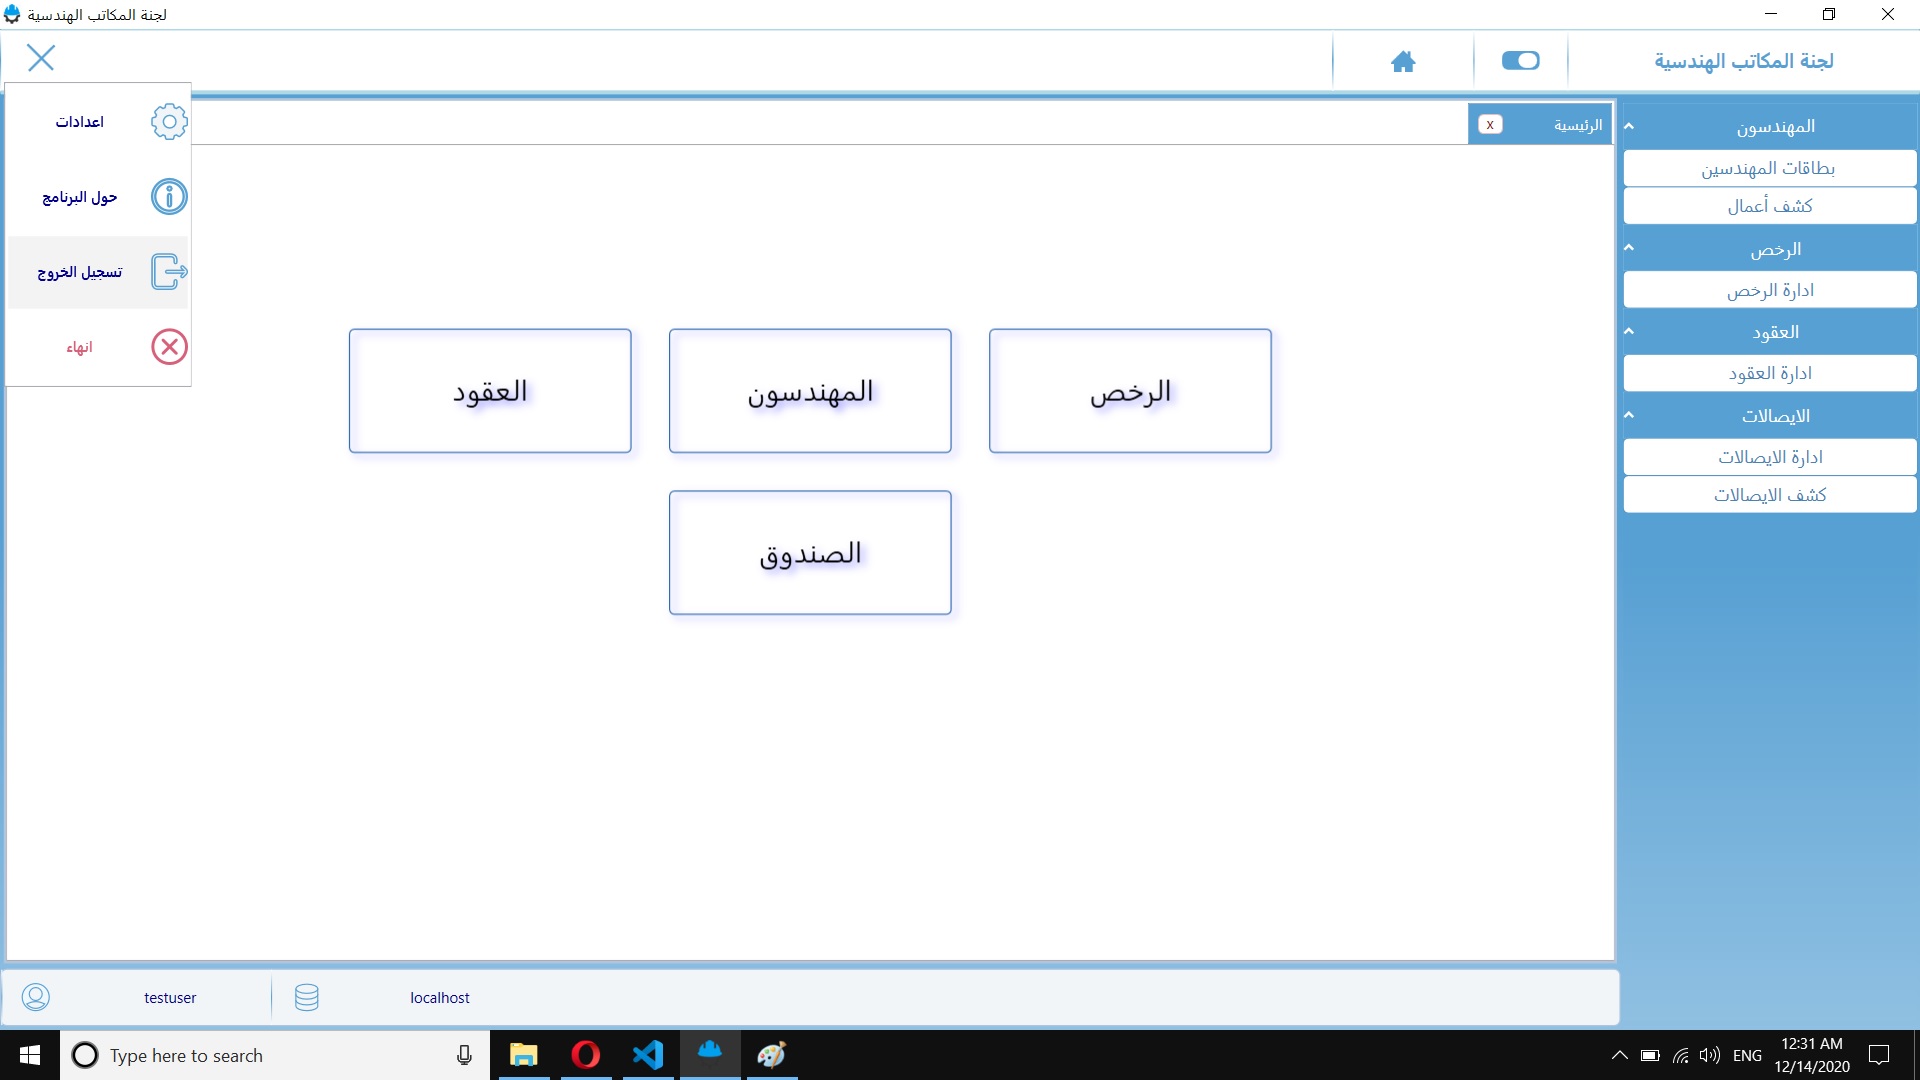 لجنة المكاتب الهندسية
لجنة المكاتب الهندسية
اعدادات
حول البرنامج
تسجيل الخروج
انهاء
الرئيسية
x
المهندسون
بطاقات المهندسين
كشف أعمال
الرخص
ادارة الرخص
العقود
ادارة العقود
الايصالات
ادارة الايصالات
كشف الايصالات
الرخص
المهندسون
العقود
الصندوق
testuser
localhost
Type here to search
ENG
12:31 AM
12/14/2020